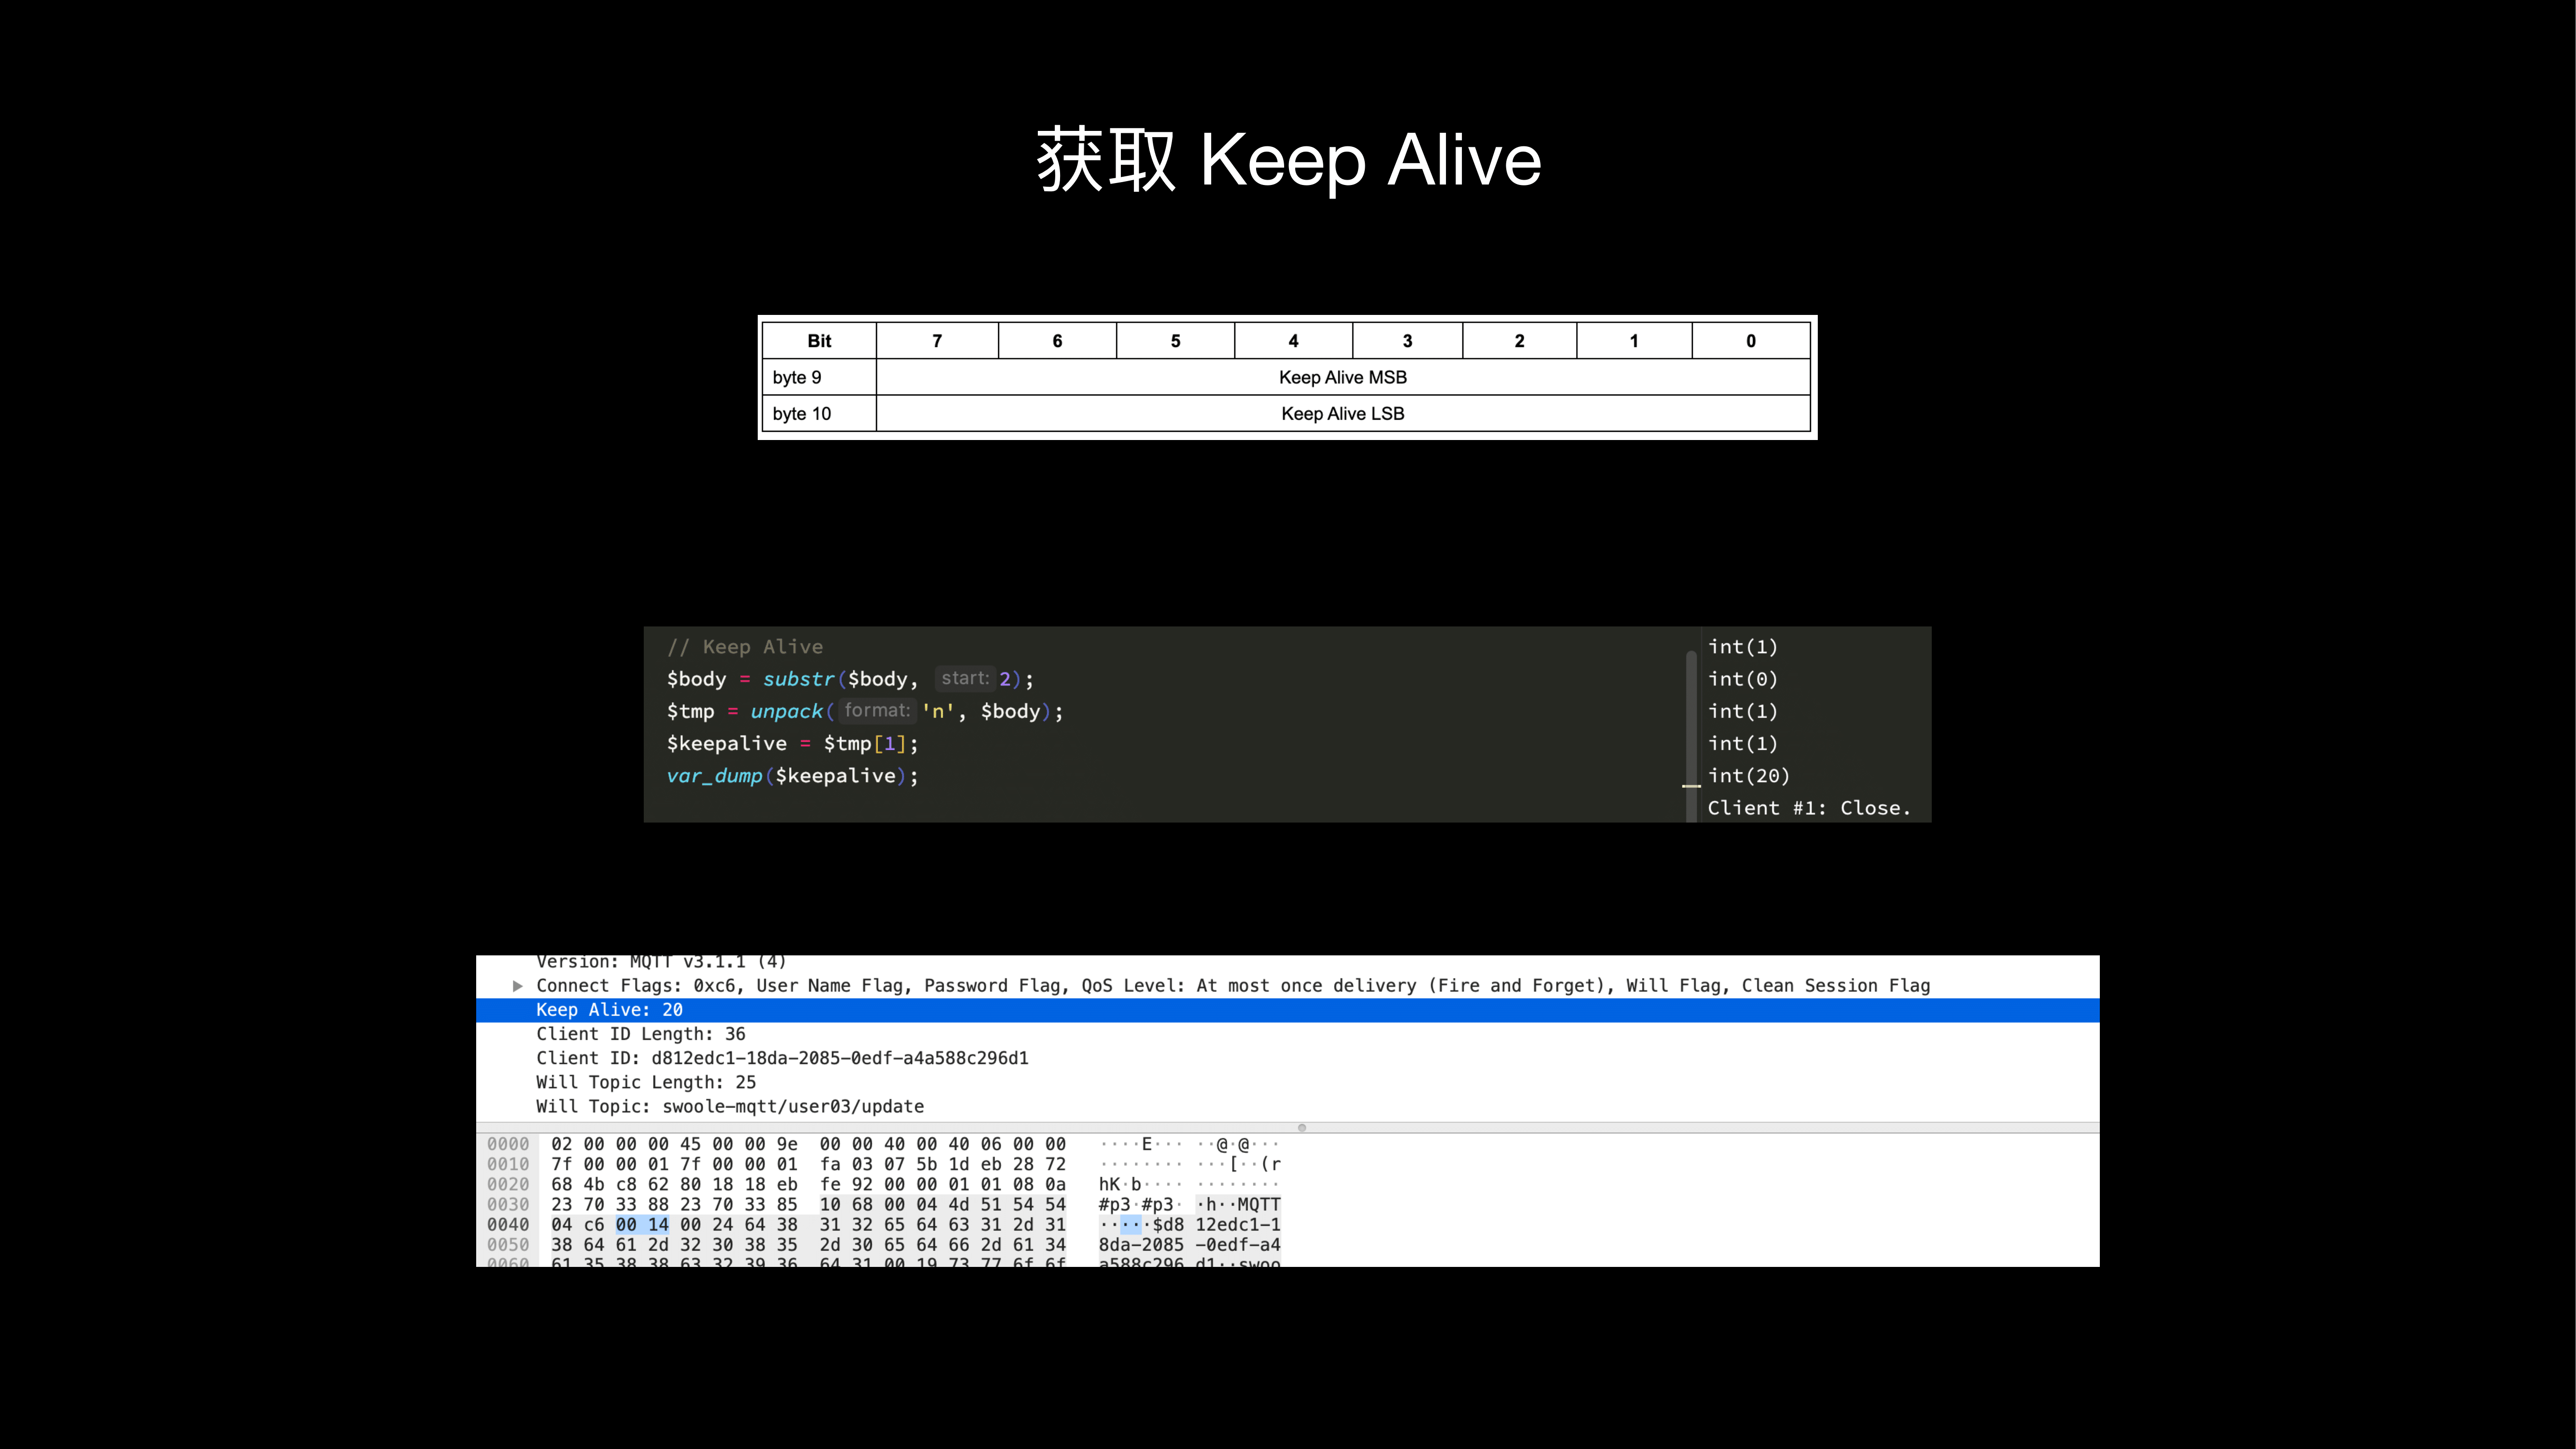 获取 Keep Alive
Bit 7 6 5 4 3 2 1 0
byte 9 Keep Alive MSB
byte 10 Keep Alive LSB
// Keep Alive
$body = substr($body, start: 2);
$tmp = unpack( format: 'n', $body);
$keepalive = $tmp[1];
var_dump($keepalive);
int(1)
int(0)
int(1)
int(1)
int(20)
Client #1: Close.
Version: MQTT v3.1.1 (4)
Connect Flags: 0xc6, User Name Flag, Password Flag, QoS Level: At most once delivery (Fire and Forget), Will Flag, Clean Session Flag
Keep Alive: 20
Client ID Length: 36
Client ID: d812edc1-18da-2085-0edf-a4a588c296d1
Will Topic Length: 25
Will Topic: swoole-mqtt/user03/update
0000 02 00 00 00 45 00 00 9e 00 00 40 00 40 06 00 00 ····E··· ··@·@···
0010 7f 00 00 01 7f 00 00 01 fa 03 07 5b 1d eb 28 72 ········ ···[··(r
0020 68 4b c8 62 80 18 18 eb fe 92 00 00 01 01 08 0a hK·b···· ········
0030 23 70 33 88 23 70 33 85 10 68 00 04 4d 51 54 54 #p3·#p3· ·h··MQTT
0040 04 c6 00 14 00 24 64 38 31 32 65 64 63 31 2d 31 ·····$d8 12edc1-1
0050 38 64 61 2d 32 30 38 35 2d 30 65 64 66 2d 61 34 8da-2085 -0edf-a4
0060 61 35 38 38 63 32 39 36 64 31 00 19 73 77 6f 6f a588c296 d1··swoo